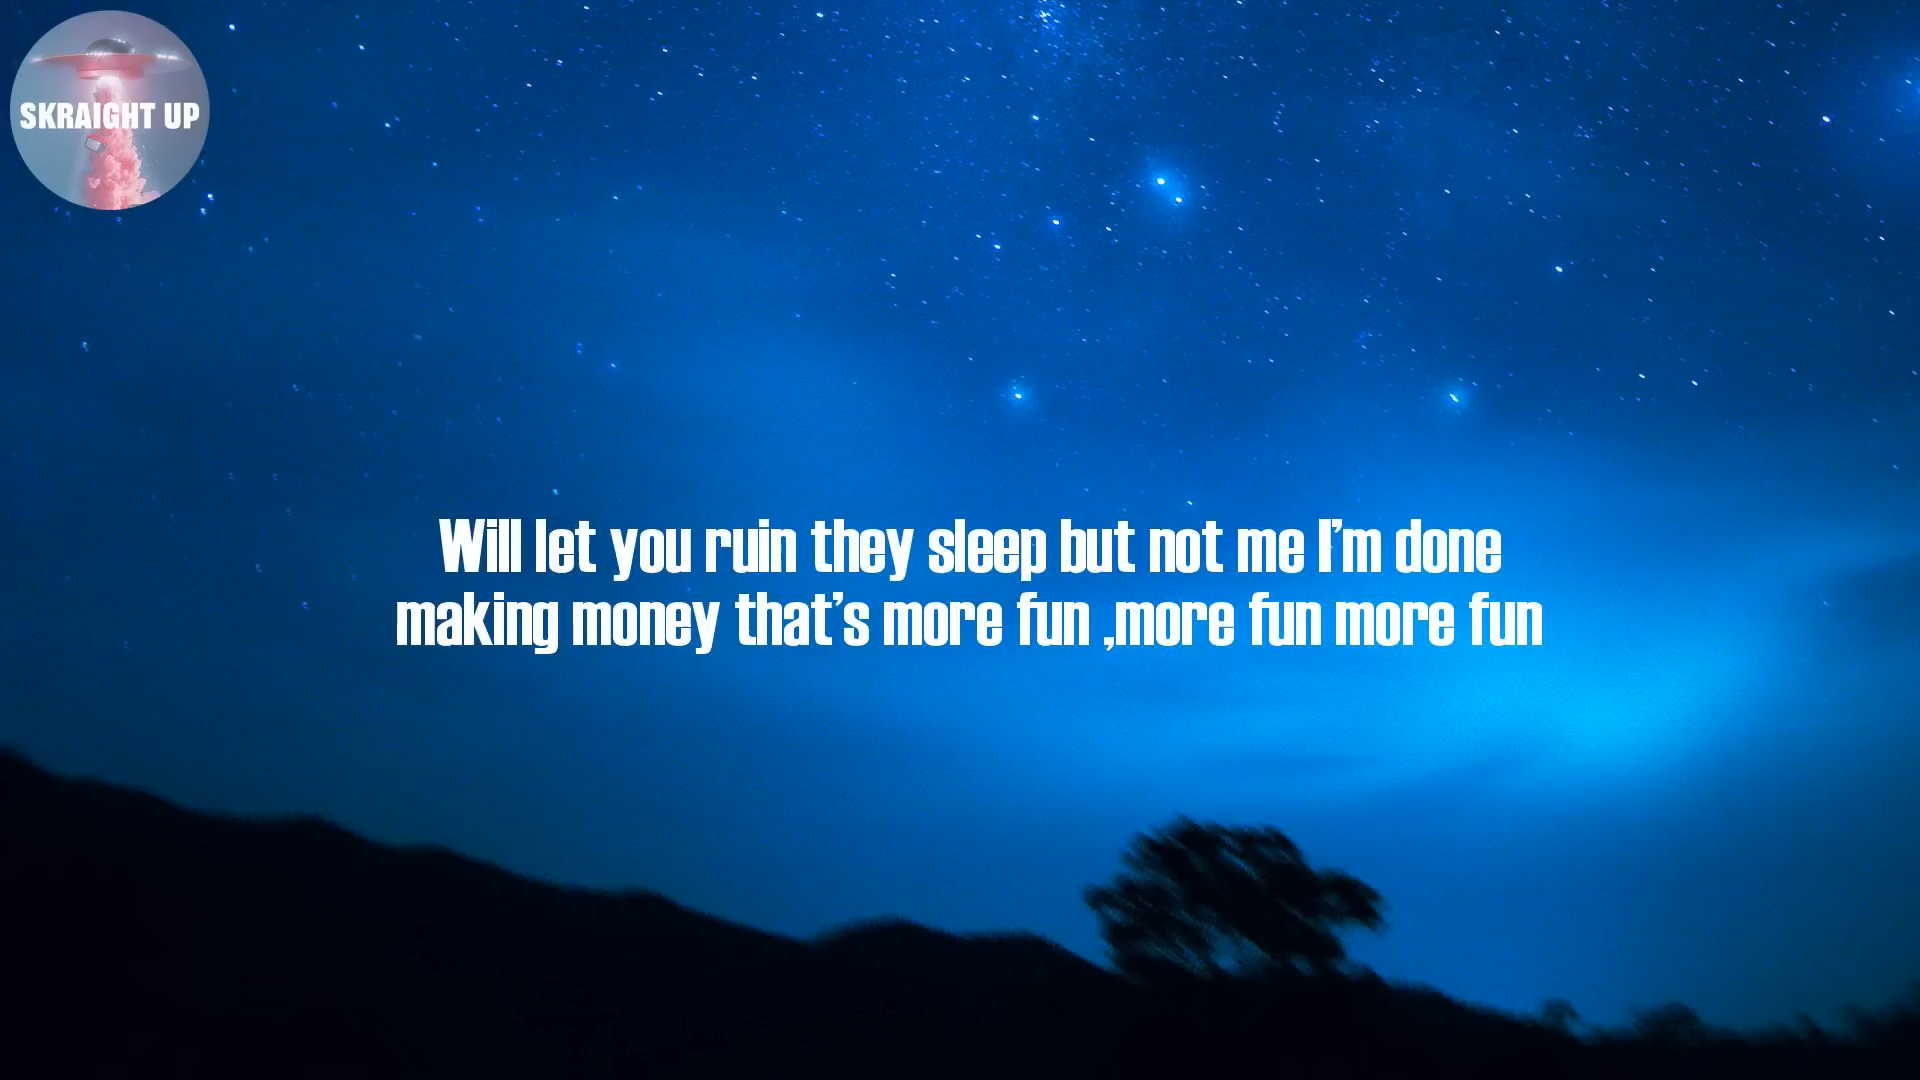 SKRAIGHT UP
Will let you ruin they sleep but not me I'm done
making money that's more fun ,more fun more fun